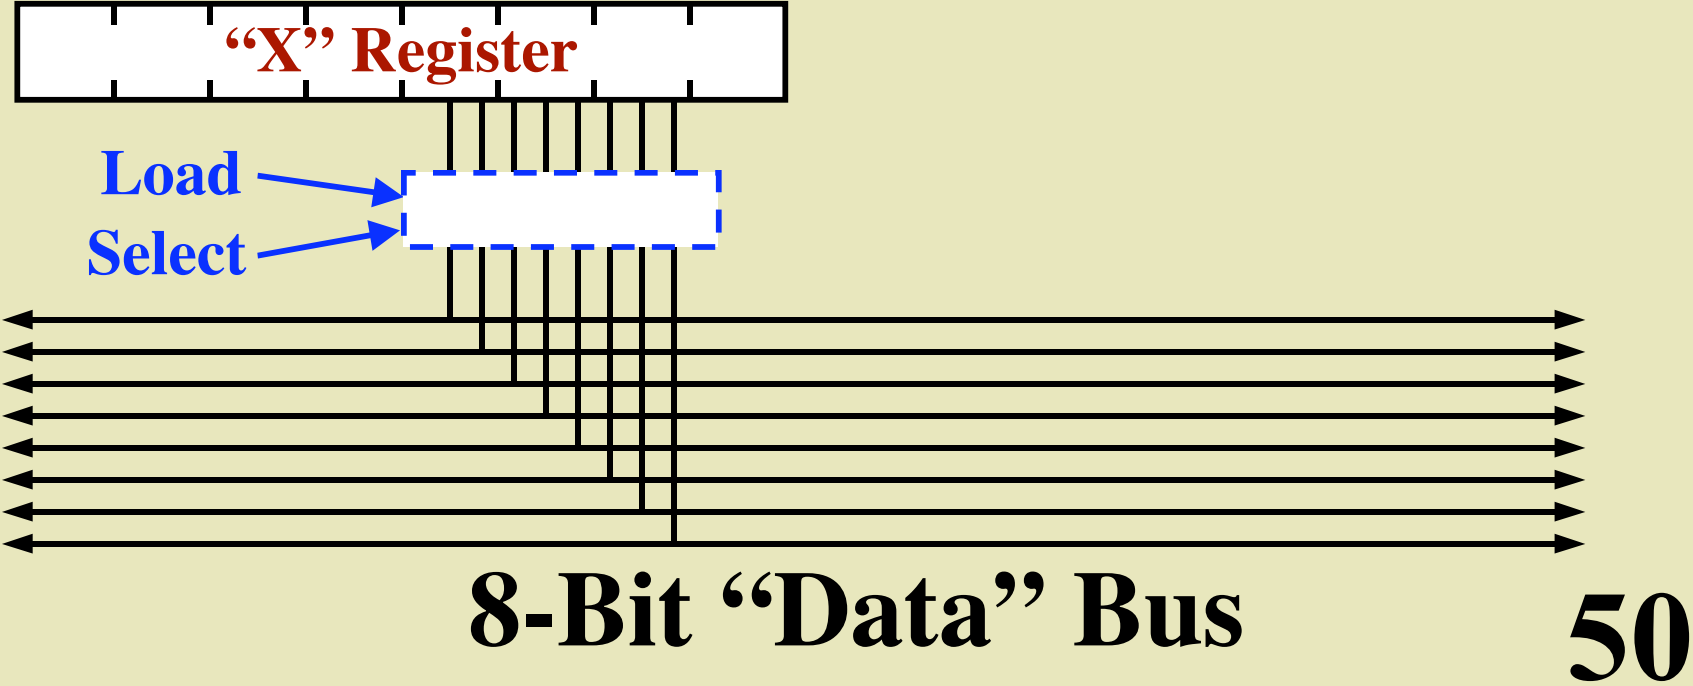 “X” Register
Load
Select
8-Bit “Data” Bus
50